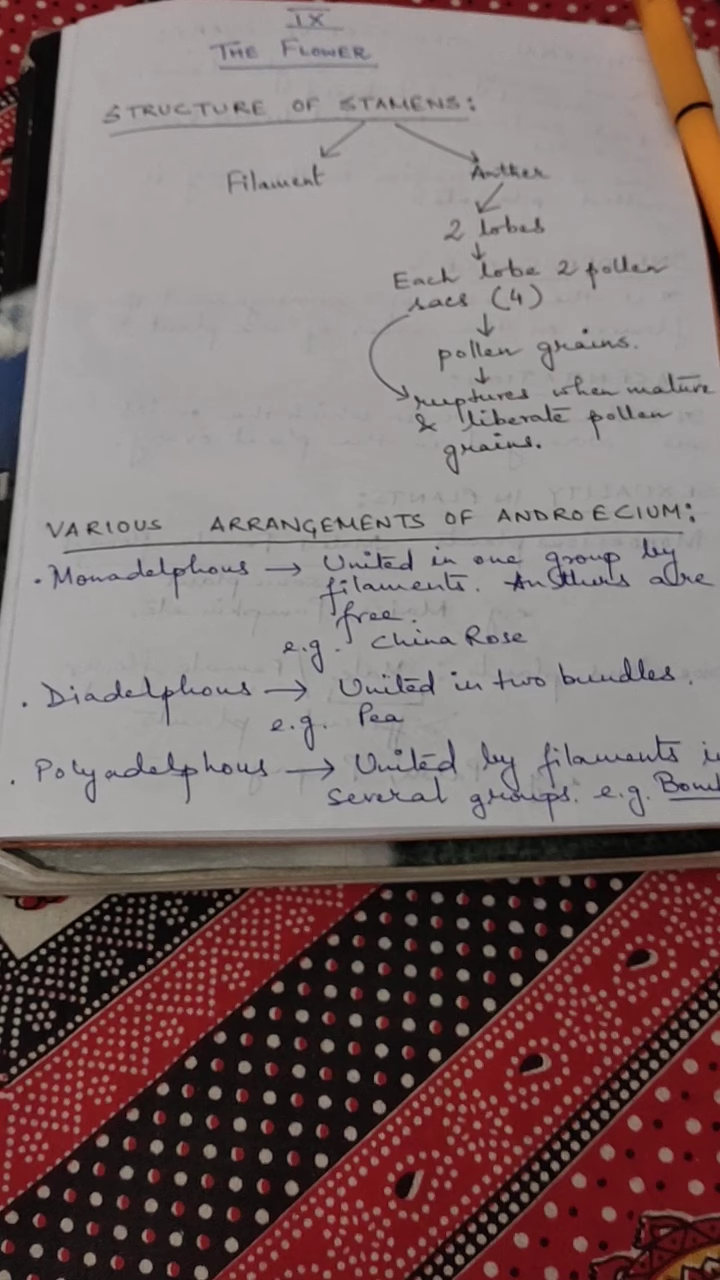 IX
THE FLOWER
STRUCTURE OF STAMENS:
Filament
Anther
2 lobes
Each lobe 2 pollen
sacs (4)
pollen grains.
ruptures when mature
& liberate pollen
grains.
VARIOUS ARRANGEMENTS OF ANDROECIUM:
• Monadelphous → United in one group by
filaments. Anthers are
free.
e.g. China Rose
• Diadelphous → United in two bundles.
e.g. Pea
• Polyadelphous → United by filaments i
several groups. e.g. Bomb